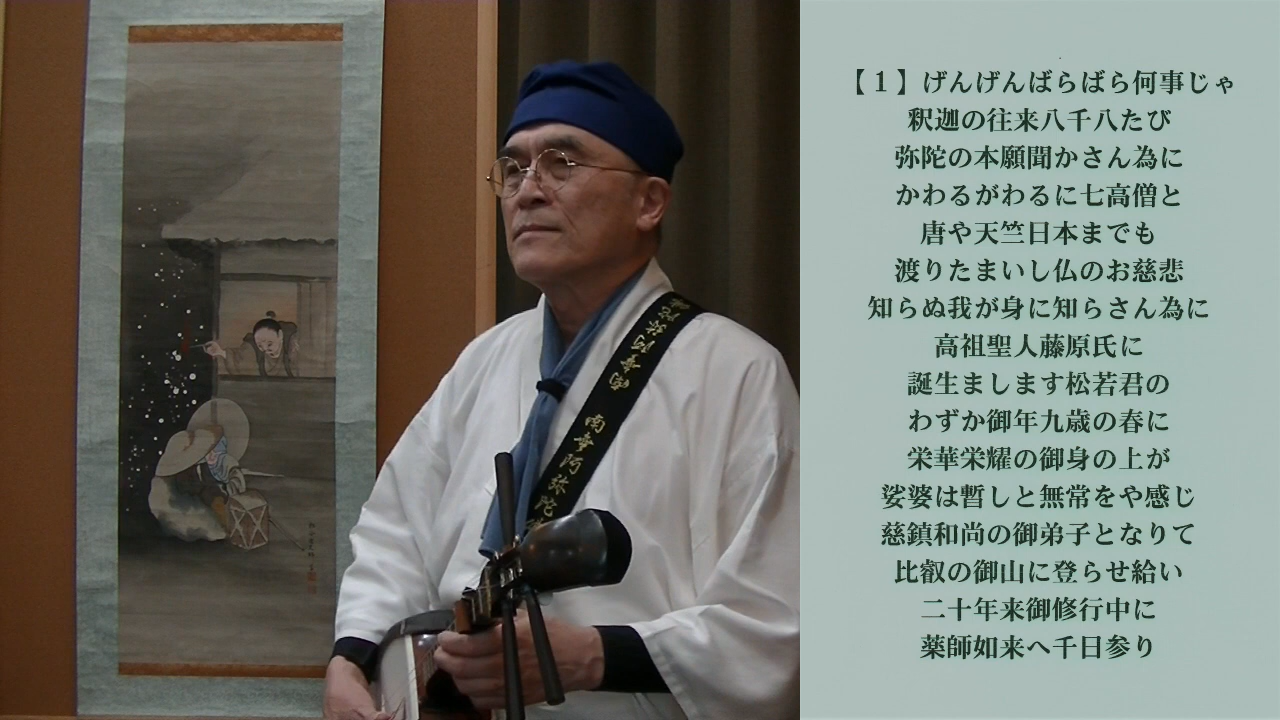 【１】げんげんばらばら何事じゃ
釈迦の往来八千八たび
弥陀の本願聞かさん為に
かわるがわるに七高僧と
唐や天竺日本までも
渡りたまいし仏のお慈悲
知らぬ我が身に知らさん為に
高祖聖人藤原氏に
誕生まします松若君の
わずか御年九歳の春に
栄華栄耀の御身の上が
娑婆は暫しと無常をや感じ
慈鎮和尚の御弟子となりて
比叡の御山に登らせ給い
二十年来御修行中に
薬師如来へ千日参り
南無阿弥陀